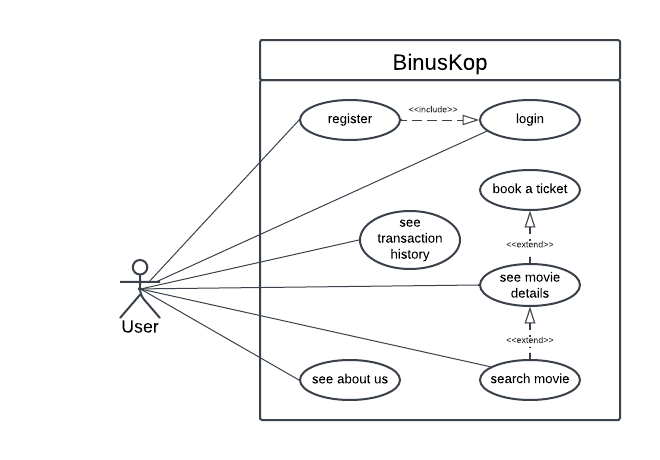 BinusKop
register
<<include>>
login
book a ticket
see
transaction
history
<<extend>>
see movie
details
User
<<extend>>
see about us
search movie